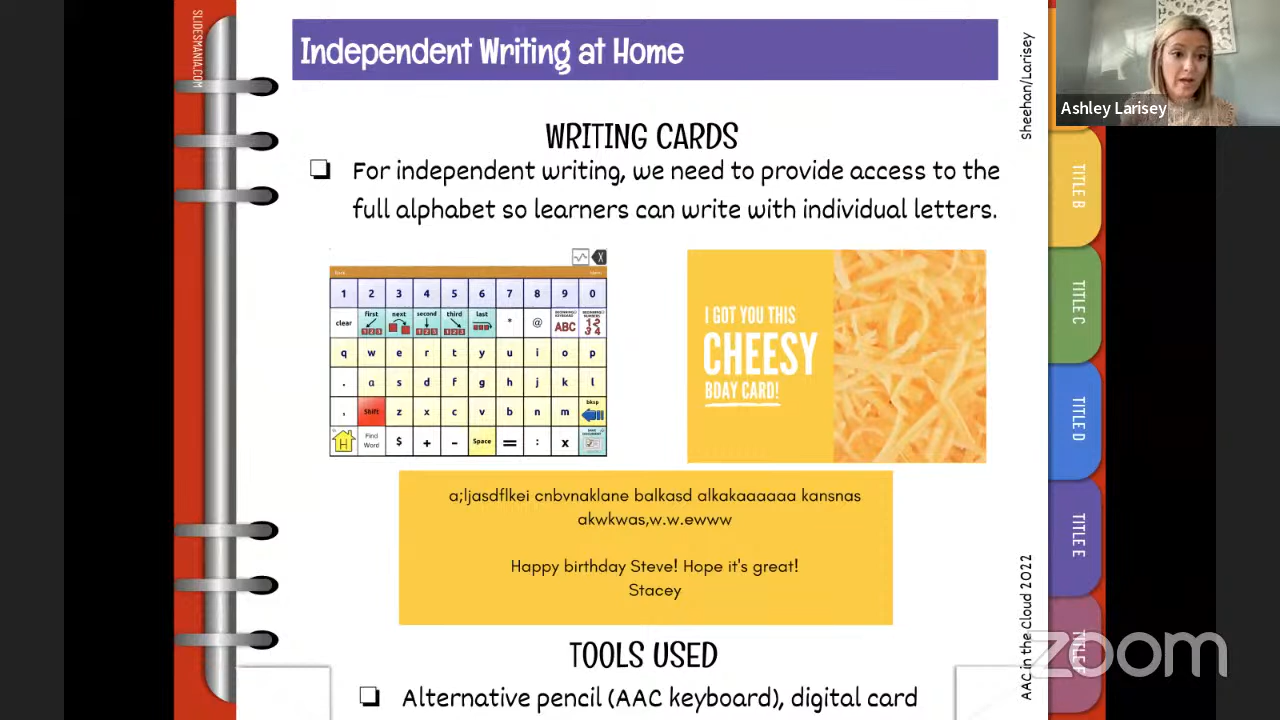 SLIDESMANIA.COM
Independent Writing at Home
sheehan/Larisey
Ashley Larisey
WRITING CARDS
For independent writing, we need to provide access to the
full alphabet so learners can write with individual letters.
1 2 3 4 5 6 7 8 9 0
clear first next second third last * @ ABC
q w e r t y u i o p
. a s d f g h j k l
, Shift z x c v b n m bksp
H Find Word $ + - Space = : x
I GOT YOU THIS
CHEESY
BDAY CARD!
a;ljasdflkei cnbvnaklane balkasd alkakaaaaaa kansnas
akwkwas,w.w.ewww
Happy birthday Steve! Hope it's great!
Stacey
TOOLS USED
Alternative pencil (AAC keyboard), digital card
TITLE B
TITLE C
TITLE D
TITLE E
AAC in the Cloud 2022
zoom